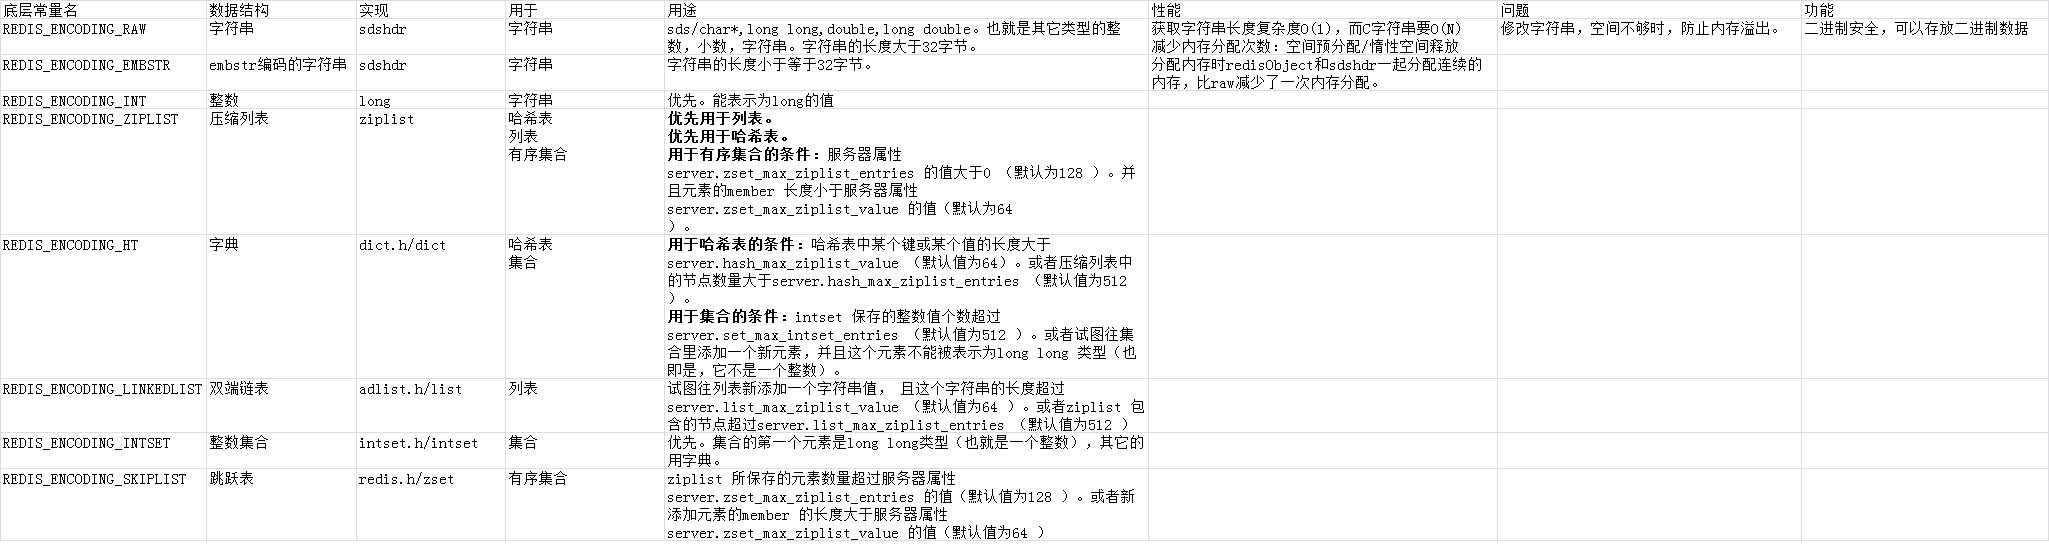 底层常量名 数据结构 实现 用于 用途 性能 问题 功能
REDIS_ENCODING_RAW 字符串 sdshdr 字符串 sds/char*,long long,double,long double。也就是其它类型的整 获取字符串长度复杂度O(1)，而C字符串要O(N) 修改字符串，空间不够时，防止内存溢出。 二进制安全，可以存放二进制数据
数，小数，字符串。字符串的长度大于32字节。 减少内存分配次数：空间预分配/惰性空间释放
REDIS_ENCODING_EMBSTR embstr编码的字符串 sdshdr 字符串 字符串的长度小于等于32字节。 分配内存时redisObject和sdshdr一起分配连续的
内存，比raw减少了一次内存分配。
REDIS_ENCODING_INT 整数 long 字符串 优先。能表示为long的值
REDIS_ENCODING_ZIPLIST 压缩列表 ziplist 哈希表 优先用于列表。
列表 优先用于哈希表。
有序集合 用于有序集合的条件：服务器属性
server.zset_max_ziplist_entries 的值大于0 （默认为128 ）。并
且元素的member 长度小于服务器属性
server.zset_max_ziplist_value 的值（默认为64
）。
REDIS_ENCODING_HT 字典 dict.h/dict 哈希表 用于哈希表的条件：哈希表中某个键或某个值的长度大于
集合 server.hash_max_ziplist_value （默认值为64）。或者压缩列表中
的节点数量大于server.hash_max_ziplist_entries （默认值为512
）。
用于集合的条件：intset 保存的整数值个数超过
server.set_max_intset_entries （默认值为512 ）。或者试图往集
合里添加一个新元素，并且这个元素不能被表示为long long 类型（也
即是，它不是一个整数）。
REDIS_ENCODING_LINKEDLIST 双端链表 adlist.h/list 列表 试图往列表新添加一个字符串值， 且这个字符串的长度超过
server.list_max_ziplist_value （默认值为64 ）。或者ziplist 包
含的节点超过server.list_max_ziplist_entries （默认值为512 ）
REDIS_ENCODING_INTSET 整数集合 intset.h/intset 集合 优先。集合的第一个元素是long long类型（也就是一个整数），其它的
用字典。
REDIS_ENCODING_SKIPLIST 跳跃表 redis.h/zset 有序集合 ziplist 所保存的元素数量超过服务器属性
server.zset_max_ziplist_entries 的值（默认值为128 ）。或者新
添加元素的member 的长度大于服务器属性
server.zset_max_ziplist_value 的值（默认值为64 ）